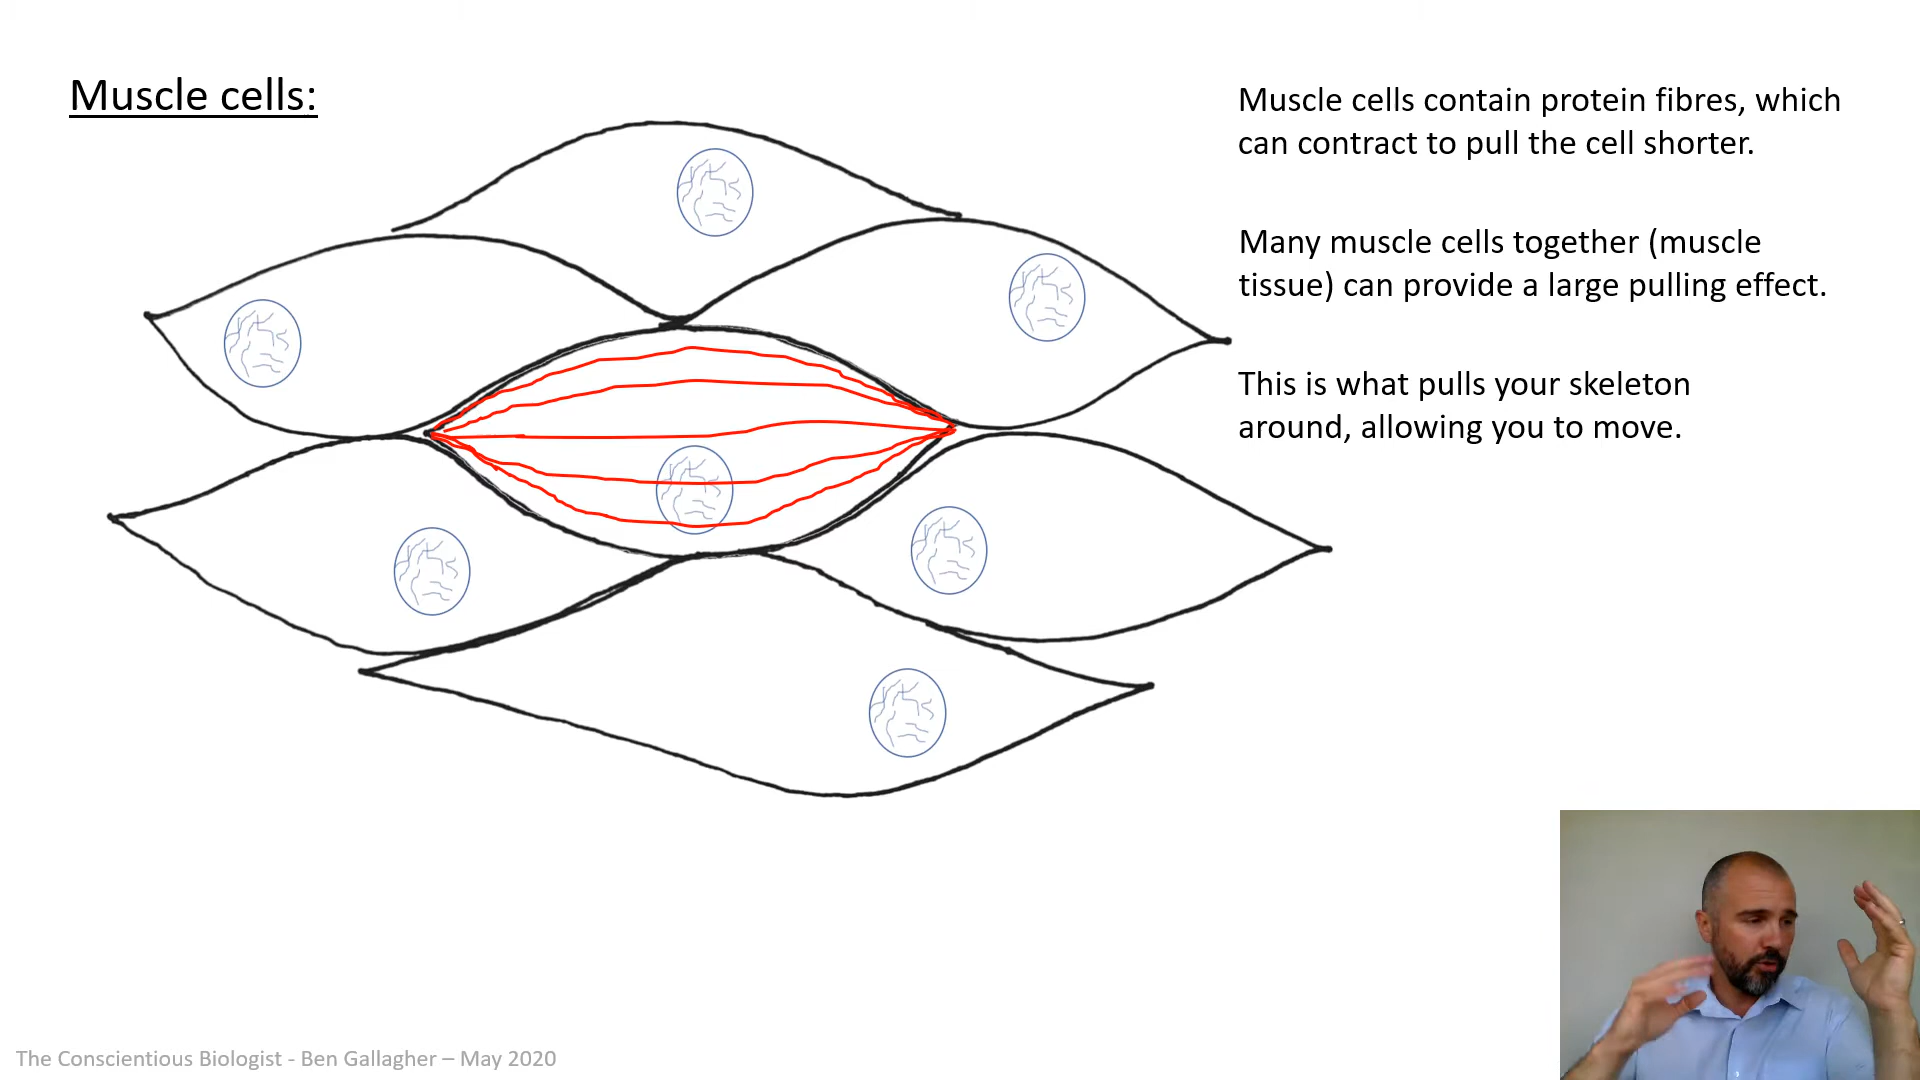 Muscle cells:
Muscle cells contain protein fibres, which
can contract to pull the cell shorter.
Many muscle cells together (muscle
tissue) can provide a large pulling effect.
This is what pulls your skeleton
around, allowing you to move.
The Conscientious Biologist - Ben Gallagher – May 2020